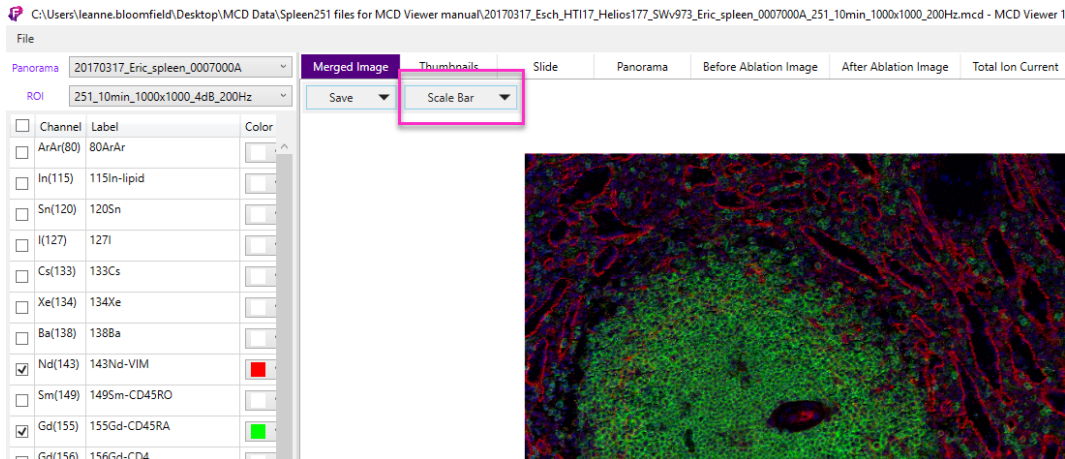 C:\Users\leanne.bloomfield\Desktop\MCD Data\Spleen251 files for MCD Viewer manual\20170317_Esch_HTI17_Helios177_SWv973_Eric_spleen_0007000A_251_10min_1000x1000_200Hz.mcd - MCD Viewer 1
File
Panorama 20170317_Eric_spleen_0007000A
ROI 251_10min_1000x1000_4dB_200Hz
Merged Image Thumbnails Slide Panorama Before Ablation Image After Ablation Image Total Ion Current
Save Scale Bar
Channel Label Color
ArAr(80) 80ArAr
In(115) 115In-lipid
Sn(120) 120Sn
I(127) 127I
Cs(133) 133Cs
Xe(134) 134Xe
Ba(138) 138Ba
Nd(143) 143Nd-VIM
Sm(149) 149Sm-CD45RO
Gd(155) 155Gd-CD45RA
Gd(156) 156Gd-CD4